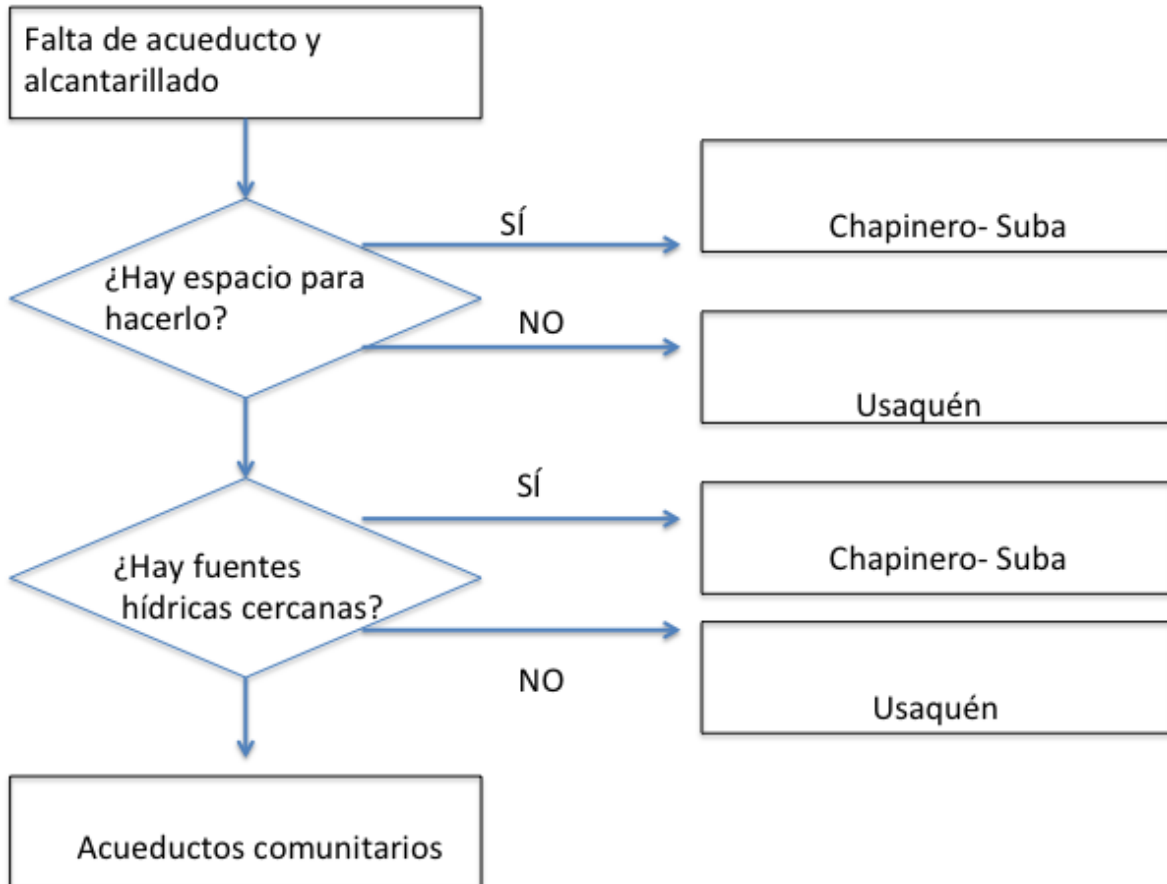 Falta de acueducto y
alcantarillado
SÍ
Chapinero- Suba
¿Hay espacio para
hacerlo?
NO
Usaquén
SÍ
Chapinero- Suba
¿Hay fuentes
hídricas cercanas?
NO
Usaquén
Acueductos comunitarios